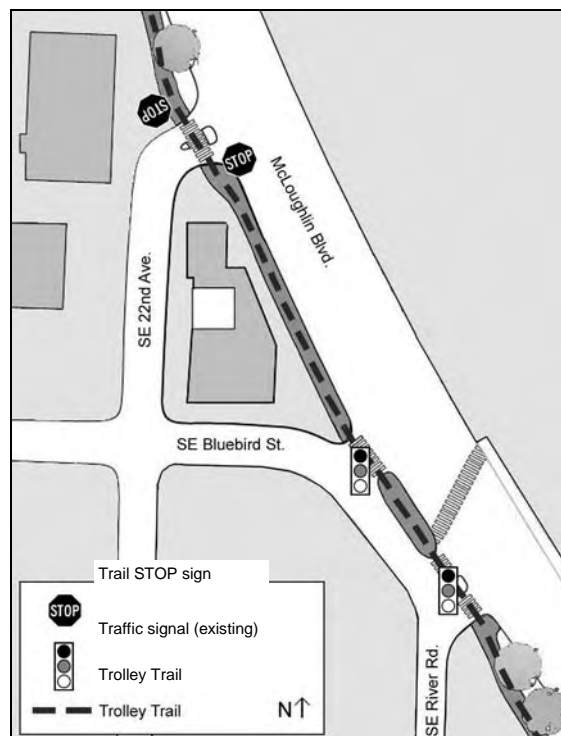 STOP
STOP
McLoughlin Blvd.
SE 22nd Ave.
SE Bluebird St.
SE River Rd.
Trail STOP sign
STOP
Traffic signal (existing)
Trolley Trail
Trolley Trail
N↑